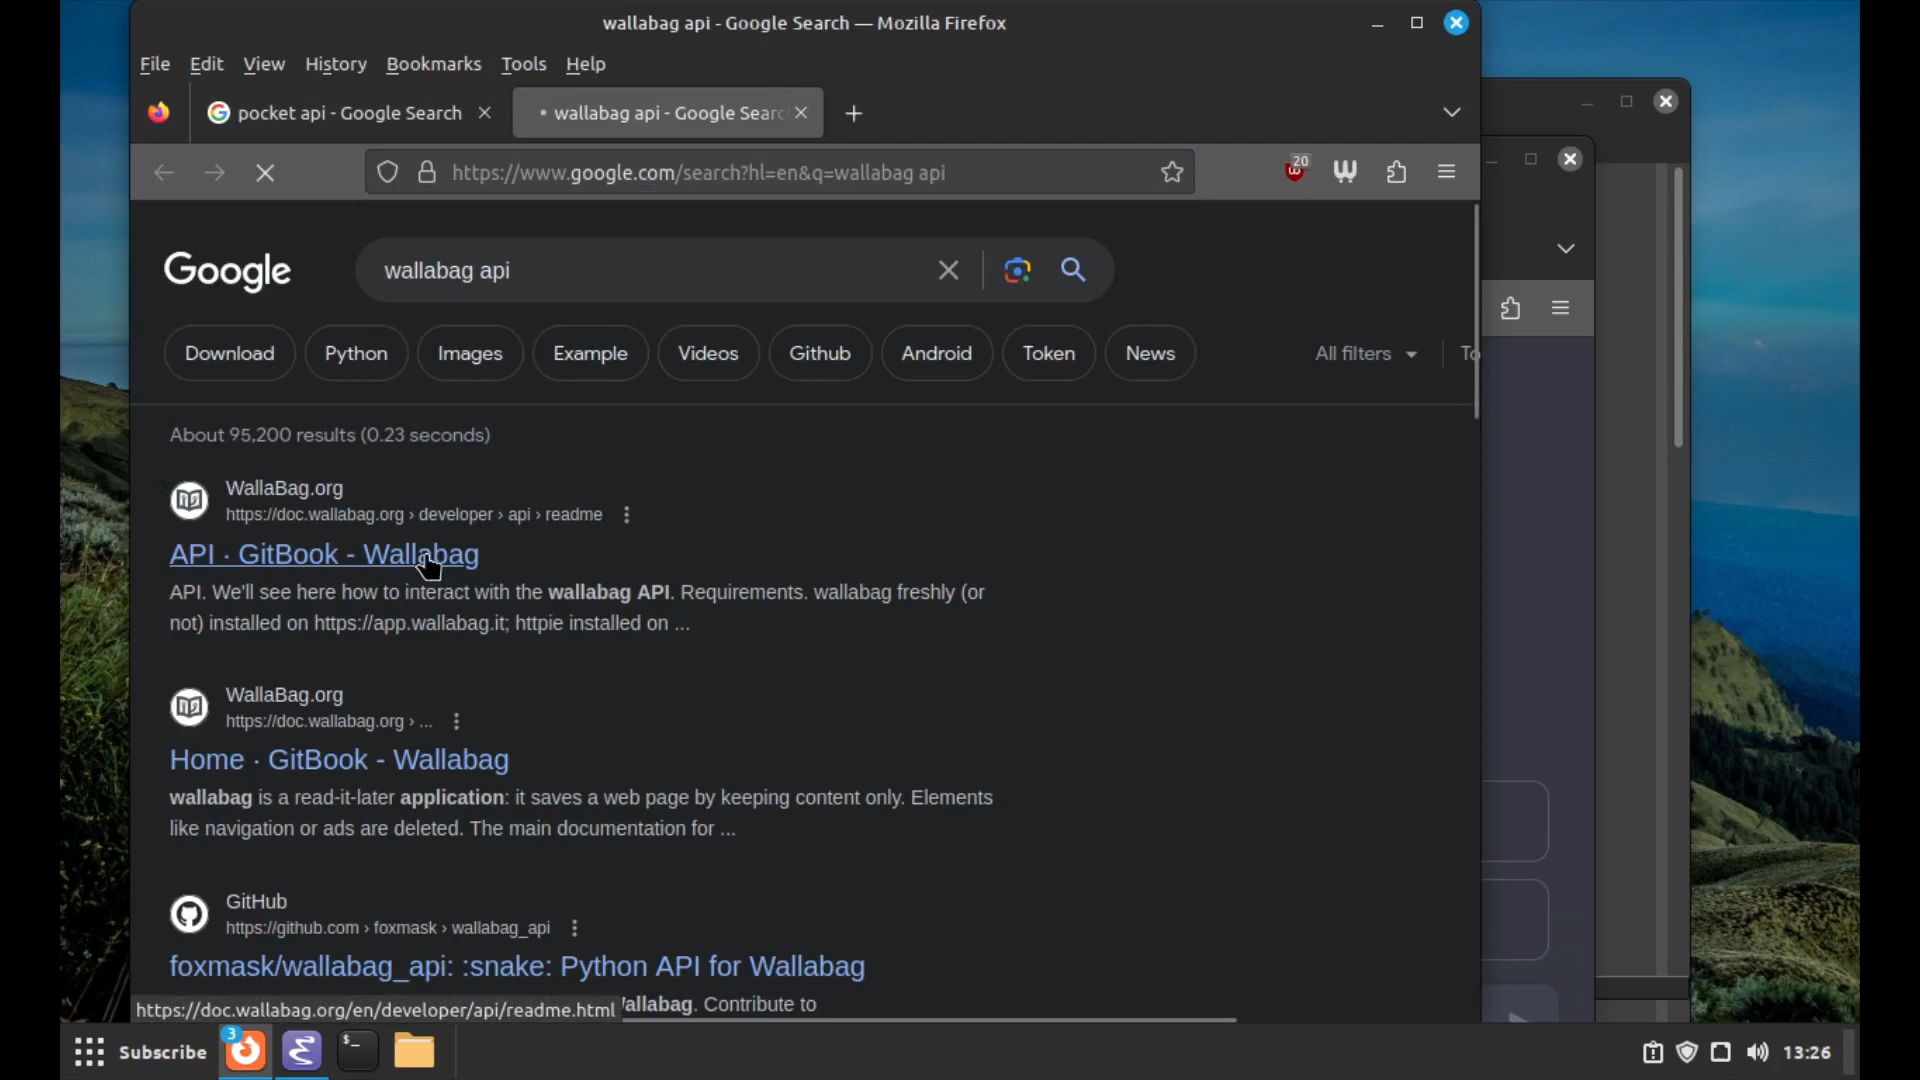 wallabag api - Google Search — Mozilla Firefox
File Edit View History Bookmarks Tools Help
pocket api - Google Search
wallabag api - Google Searc
https://www.google.com/search?hl=en&q=wallabag api
20
Google
wallabag api
Download
Python
Images
Example
Videos
Github
Android
Token
News
All filters
To
About 95,200 results (0.23 seconds)
WallaBag.org
https://doc.wallabag.org › developer › api › readme
API · GitBook - Wallabag
API. We'll see here how to interact with the wallabag API. Requirements. wallabag freshly (or
not) installed on https://app.wallabag.it; httpie installed on ...
WallaBag.org
https://doc.wallabag.org › ...
Home · GitBook - Wallabag
wallabag is a read-it-later application: it saves a web page by keeping content only. Elements
like navigation or ads are deleted. The main documentation for ...
GitHub
https://github.com › foxmask › wallabag_api
foxmask/wallabag_api: :snake: Python API for Wallabag
Wallabag. Contribute to
https://doc.wallabag.org/en/developer/api/readme.html
Subscribe
3
$_
13:26